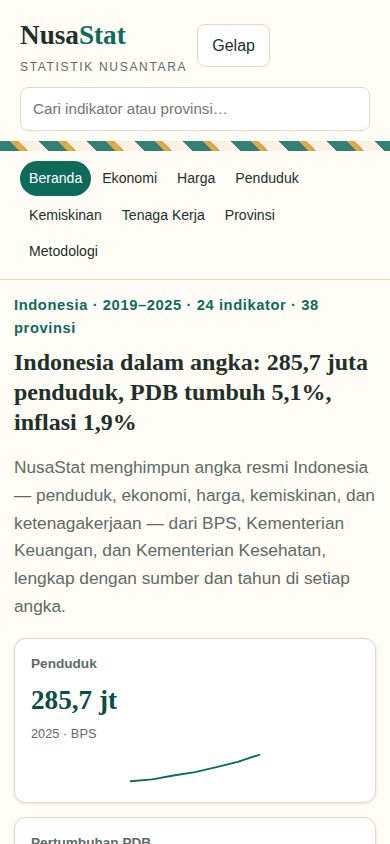 NusaStat
STATISTIK NUSANTARA
Gelap
Cari indikator atau provinsi…
Beranda Ekonomi Harga Penduduk
Kemiskinan Tenaga Kerja Provinsi
Metodologi
Indonesia · 2019–2025 · 24 indikator · 38
provinsi
Indonesia dalam angka: 285,7 juta
penduduk, PDB tumbuh 5,1%,
inflasi 1,9%
NusaStat menghimpun angka resmi Indonesia
— penduduk, ekonomi, harga, kemiskinan, dan
ketenagakerjaan — dari BPS, Kementerian
Keuangan, dan Kementerian Kesehatan,
lengkap dengan sumber dan tahun di setiap
angka.
Penduduk
285,7 jt
2025 · BPS
Pertumbuhan PDB